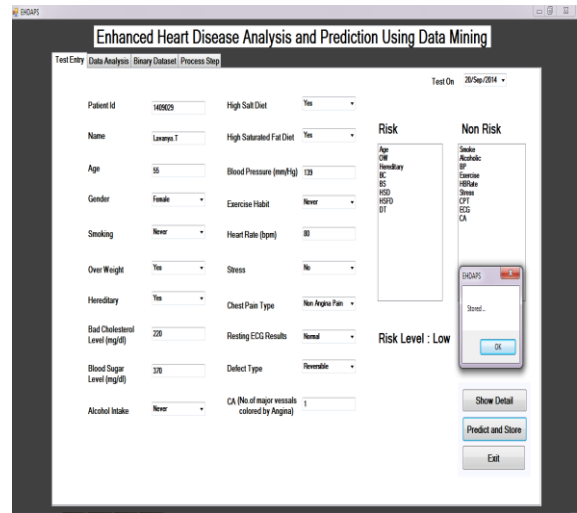 EHDAPS
Enhanced Heart Disease Analysis and Prediction Using Data Mining
Test Entry Data Analysis Binary Dataset Process Step
Test On 20/Sep/2014
Patient Id 1409029
Name Lavanya.T
Age 55
Gender Female
Smoking Never
Over Weight Yes
Hereditary Yes
Bad Cholesterol
Level (mg/dl) 220
Blood Sugar
Level (mg/dl) 370
Alcohol Intake Never
High Salt Diet Yes
High Saturated Fat Diet Yes
Blood Pressure (mm/Hg) 139
Exercise Habit Never
Heart Rate (bpm) 80
Stress No
Chest Pain Type Non Angina Pain
Resting ECG Results Normal
Defect Type Reversible
CA (No.of major vessals
colored by Angina) 1
Risk
Age
OW
Hereditary
BC
BS
HSD
HSFD
DT
Non Risk
Smoke
Alcoholic
BP
Exercise
HBRate
Stress
CPT
ECG
CA
Risk Level : Low
EHDAPS
Stored...
OK
Show Detail
Predict and Store
Exit